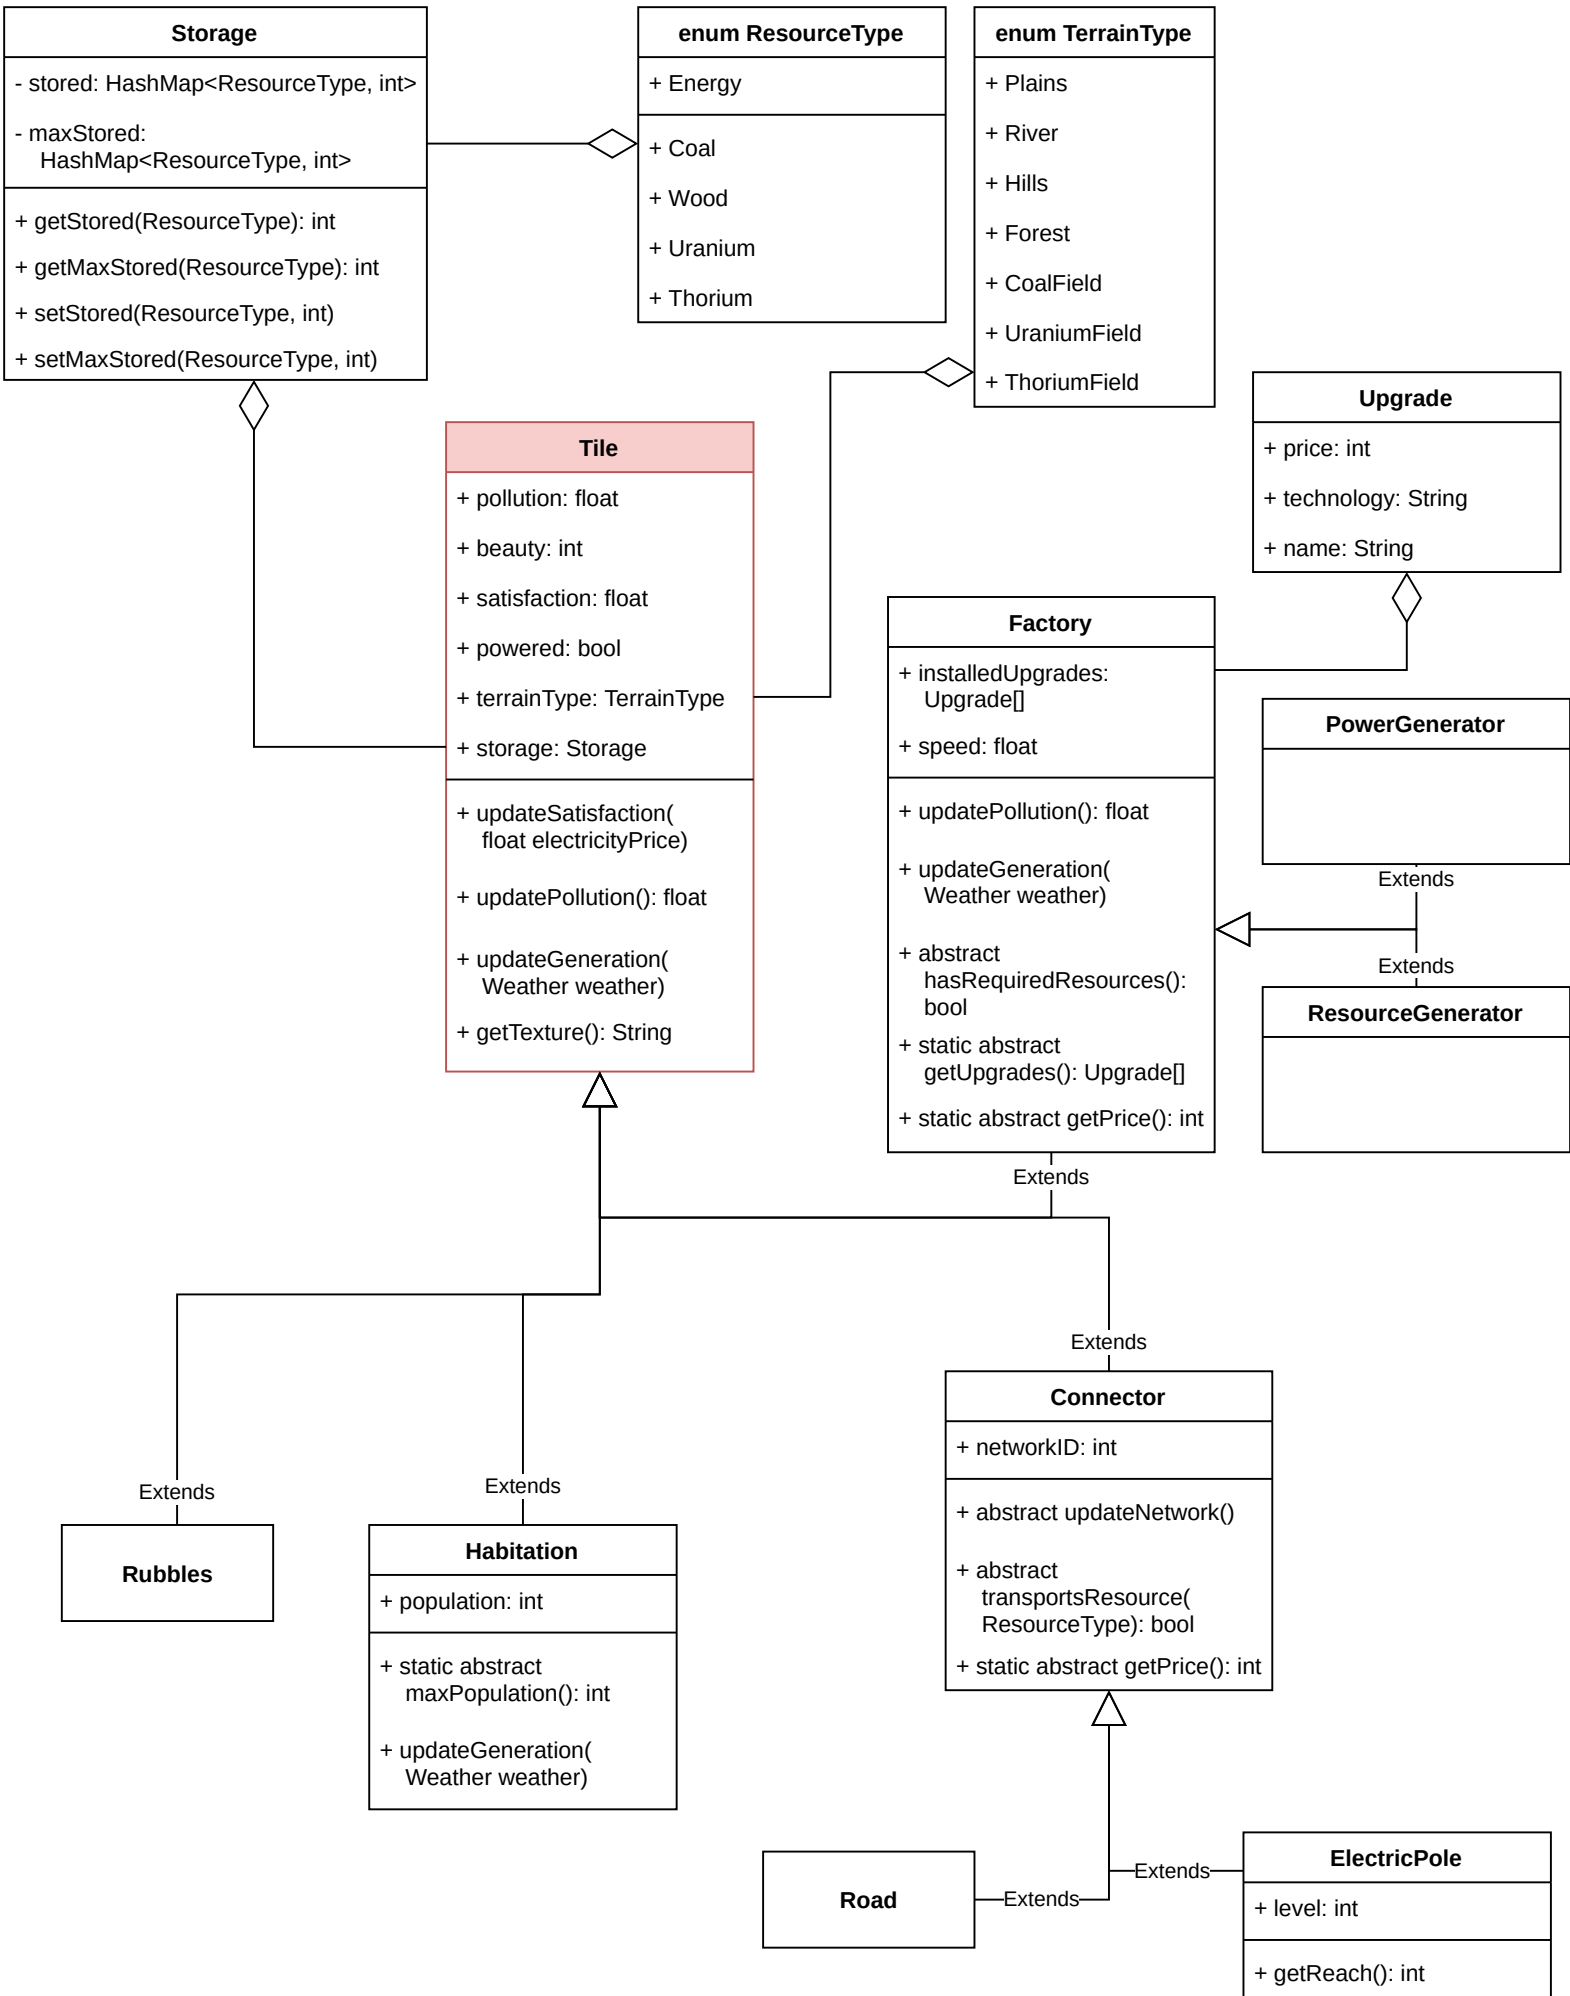 Storage
- stored: HashMap<ResourceType, int>
- maxStored:
HashMap<ResourceType, int>
+ getStored(ResourceType): int
+ getMaxStored(ResourceType): int
+ setStored(ResourceType, int)
+ setMaxStored(ResourceType, int)
enum ResourceType
+ Energy
+ Coal
+ Wood
+ Uranium
+ Thorium
enum TerrainType
+ Plains
+ River
+ Hills
+ Forest
+ CoalField
+ UraniumField
+ ThoriumField
Upgrade
+ price: int
+ technology: String
+ name: String
Tile
+ pollution: float
+ beauty: int
+ satisfaction: float
+ powered: bool
+ terrainType: TerrainType
+ storage: Storage
+ updateSatisfaction(
float electricityPrice)
+ updatePollution(): float
+ updateGeneration(
Weather weather)
+ getTexture(): String
Factory
+ installedUpgrades:
Upgrade[]
+ speed: float
+ updatePollution(): float
+ updateGeneration(
Weather weather)
+ abstract
hasRequiredResources():
bool
+ static abstract
getUpgrades(): Upgrade[]
+ static abstract getPrice(): int
PowerGenerator
Extends
Extends
ResourceGenerator
Extends
Extends
Connector
+ networkID: int
+ abstract updateNetwork()
+ abstract
transportsResource(
ResourceType): bool
+ static abstract getPrice(): int
Extends
Rubbles
Extends
Habitation
+ population: int
+ static abstract
maxPopulation(): int
+ updateGeneration(
Weather weather)
Road
Extends
Extends
ElectricPole
+ level: int
+ getReach(): int